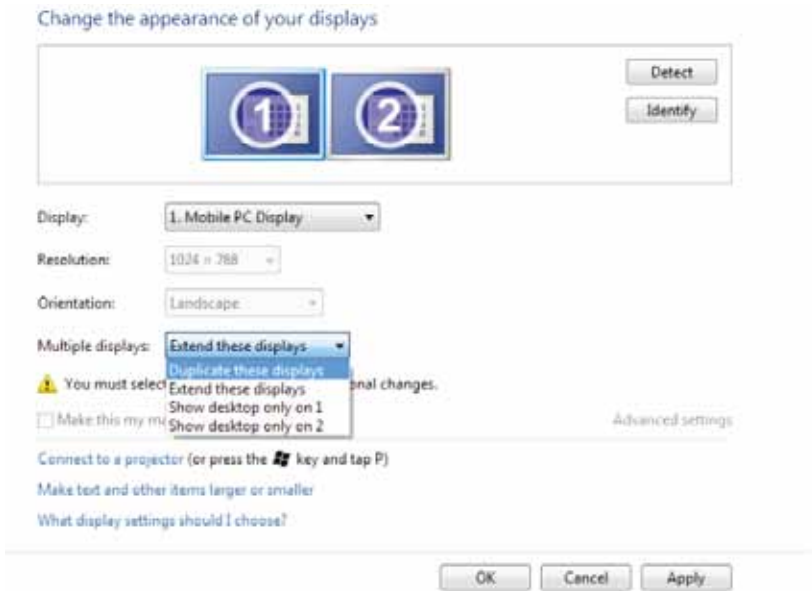 Change the appearance of your displays
1
2
Detect
Identify
Display:
1. Mobile PC Display
Resolution:
1024 × 768
Orientation:
Landscape
Multiple displays:
Extend these displays
Duplicate these displays
Extend these displays
Show desktop only on 1
Show desktop only on 2
You must select
onal changes.
Make this my m
Advanced settings
Connect to a projector (or press the key and tap P)
Make text and other items larger or smaller
What display settings should I choose?
OK
Cancel
Apply